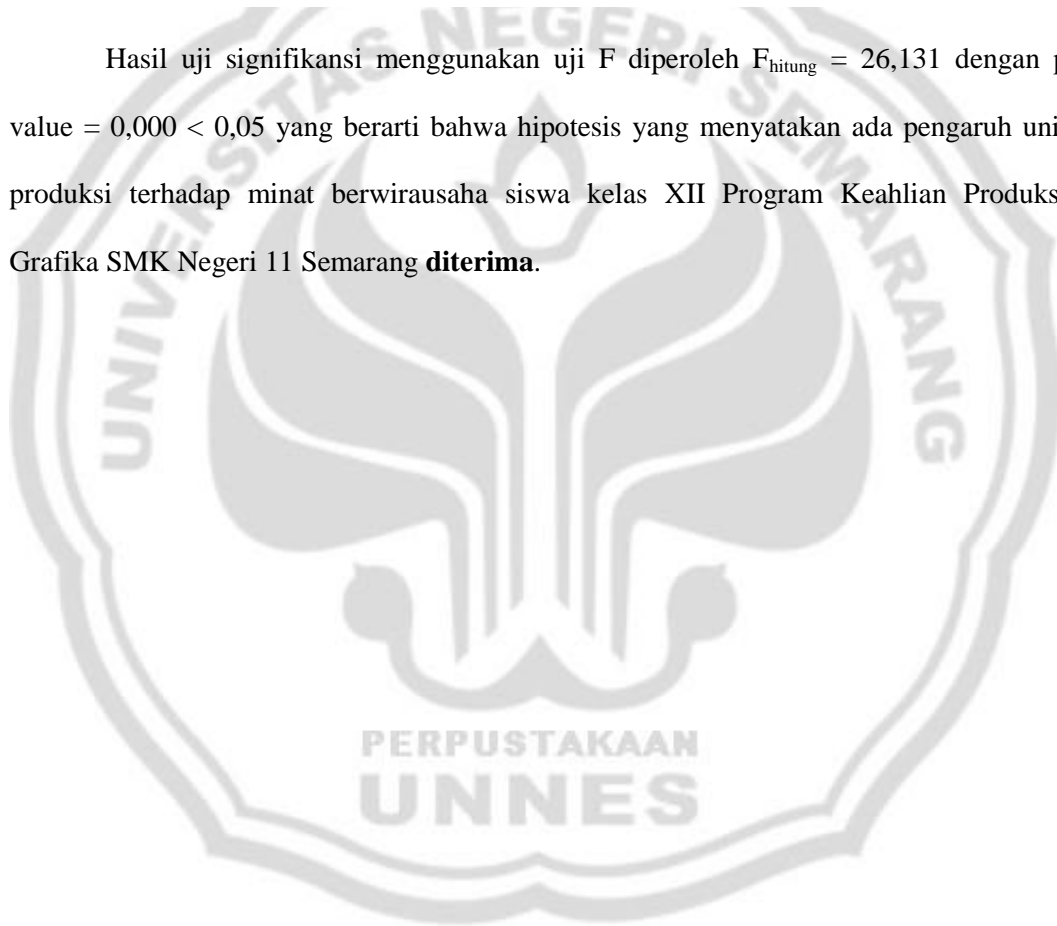 Hasil uji signifikansi menggunakan uji F diperoleh Fhitung = 26,131 dengan p
value = 0,000 < 0,05 yang berarti bahwa hipotesis yang menyatakan ada pengaruh uni
produksi terhadap minat berwirausaha siswa kelas XII Program Keahlian Produks
Grafika SMK Negeri 11 Semarang diterima.
UNIVERSITAS NEGERI SEMARANG
PERPUSTAKAAN
UNNES